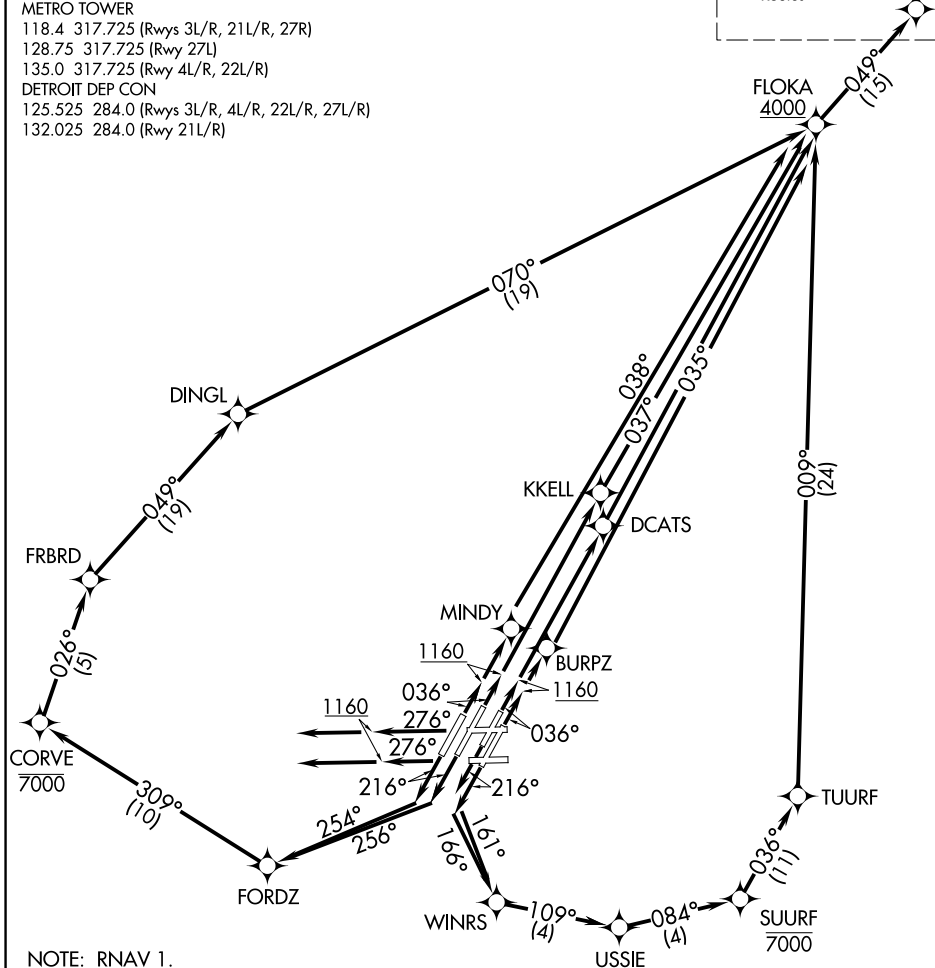 METRO TOWER
118.4 317.725 (Rwys 3L/R, 21L/R, 27R)
128.75 317.725 (Rwy 27L)
135.0 317.725 (Rwy 4L/R, 22L/R)
DETROIT DEP CON
125.525 284.0 (Rwys 3L/R, 4L/R, 22L/R, 27L/R)
132.025 284.0 (Rwy 21L/R)
049°
(15)
FLOKA
4000
070°
(19)
038°
035°
037°
DINGL
049°
(19)
009°
(24)
KKELL
DCATS
FRBRD
026°
(5)
MINDY
BURPZ
1160
1160
036°
1160
276°
036°
276°
216°
216°
CORVE
7000
309°
(10)
254°
256°
161°
166°
TUURF
036°
(11)
FORDZ
WINRS
109°
(4)
084°
(4)
SUURF
7000
USSIE
NOTE: RNAV 1.